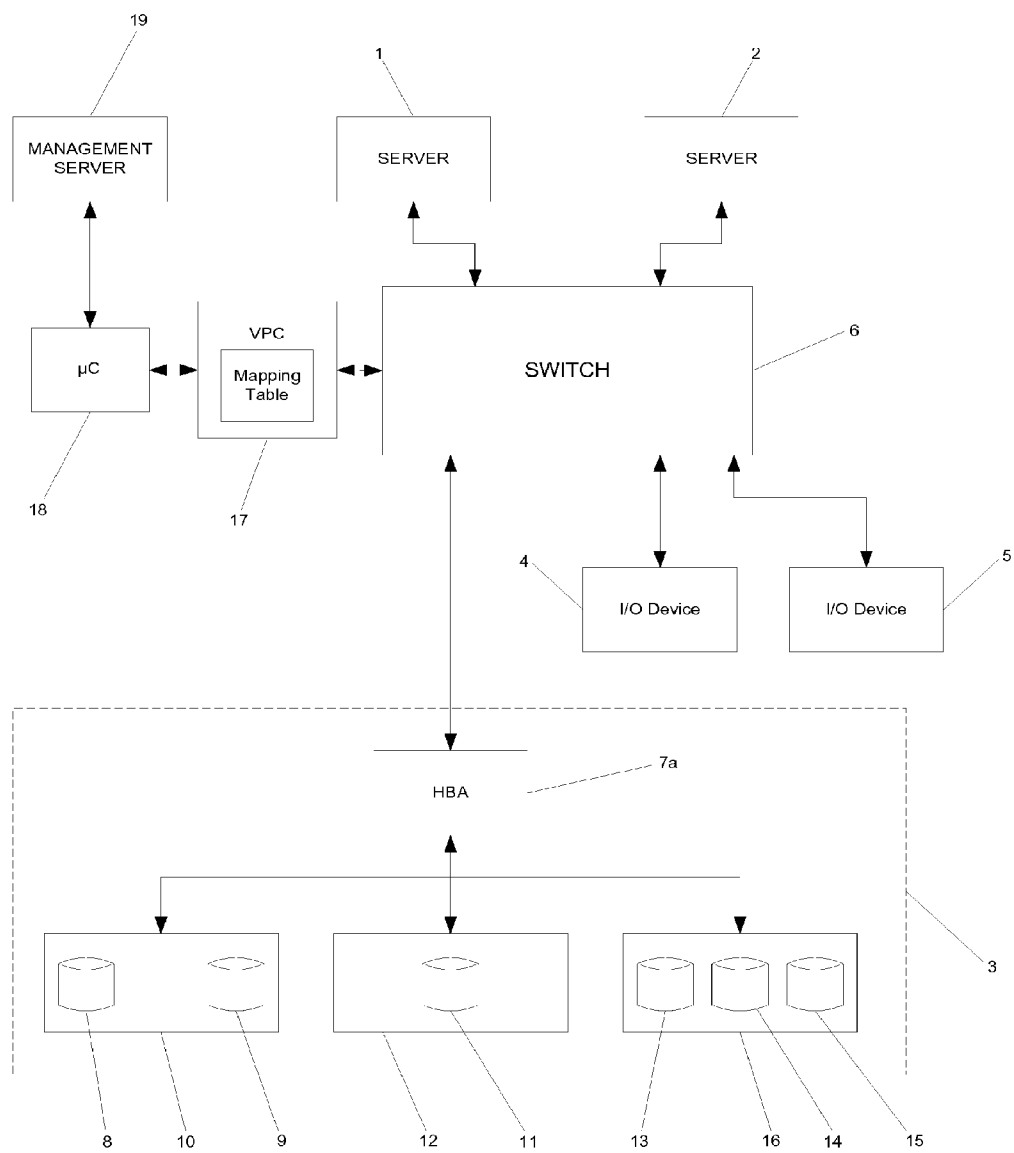 19
1
2
MANAGEMENT
SERVER
SERVER
SERVER
VPC
6
µC
Mapping
Table
SWITCH
18
17
4
5
I/O Device
I/O Device
7a
HBA
3
8
10
9
12
11
13
16
14
15